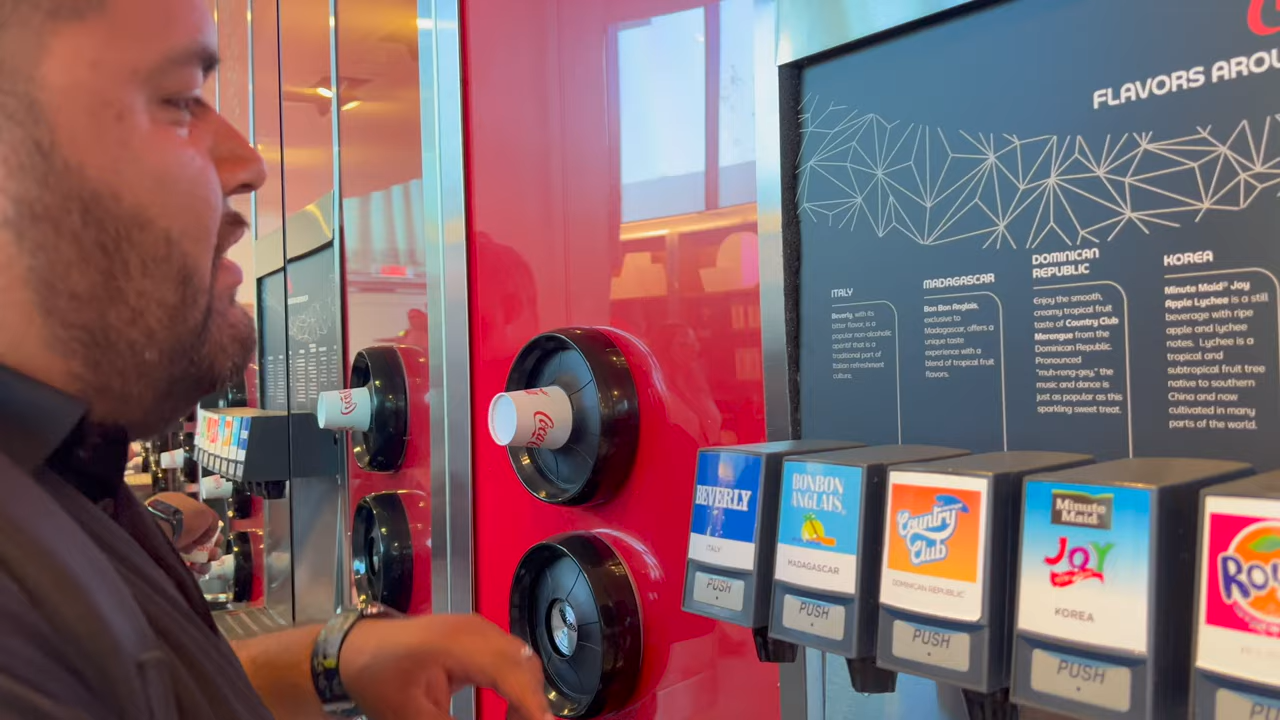 FLAVORS AROU
ITALY
Beverly, with its
bitter flavor, is a
popular non-alcoholic
aperitif that is a
traditional part of
Italian refreshment
culture.
MADAGASCAR
Bon Bon Anglais,
exclusive to
Madagascar, offers a
unique taste
experience with a
blend of tropical fruit
flavors.
DOMINICAN
REPUBLIC
Enjoy the smooth,
creamy tropical fruit
taste of Country Club
Merengue from the
Dominican Republic.
Pronounced
"muh-reng-gey," the
music and dance is
just as popular as this
sparkling sweet treat.
KOREA
Minute Maid® Joy
Apple Lychee is a still
beverage with ripe
apple and lychee
notes. Lychee is a
tropical and
subtropical fruit tree
native to southern
China and now
cultivated in many
parts of the world.
Coca
BEVERLY
ITALY
PUSH
BONBON
ANGLAIS
MADAGASCAR
PUSH
Country
Club
DOMINICAN REPUBLIC
PUSH
Minute
Maid
JOY
KOREA
PUSH
Roy
PUSH